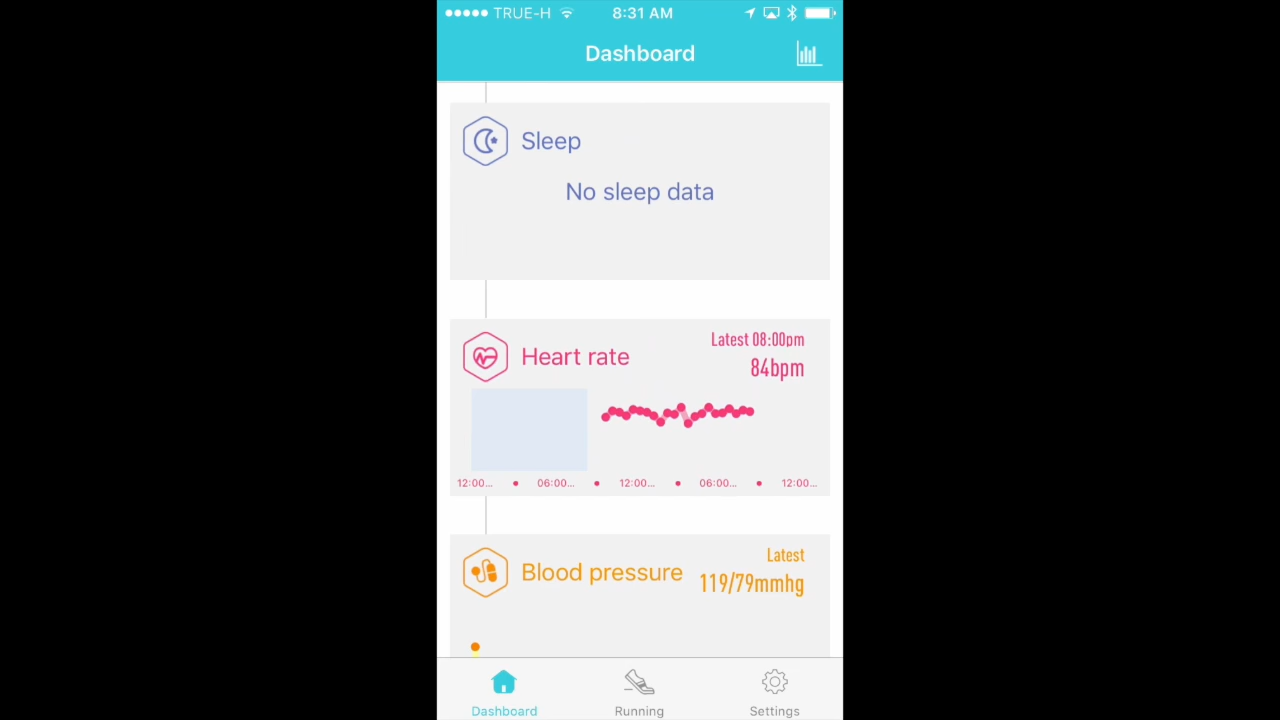 TRUE-H 8:31 AM
Dashboard
Sleep
No sleep data
Latest 08:00pm
Heart rate
84bpm
12:00... 06:00... 12:00... 06:00... 12:00...
Latest
Blood pressure
119/79mmhg
Dashboard Running Settings